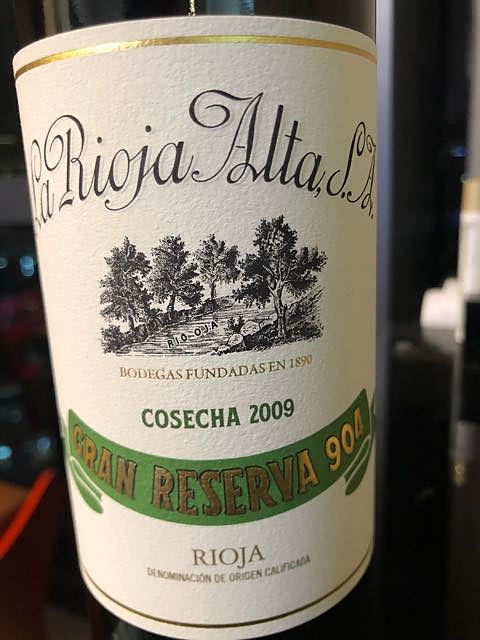 La Rioja Alta, S.A.
RIO-OJA
BODEGAS FUNDADAS EN 1890
COSECHA 2009
GRAN RESERVA 904
RIOJA
DENOMINACIÓN DE ORIGEN CALIFICADA